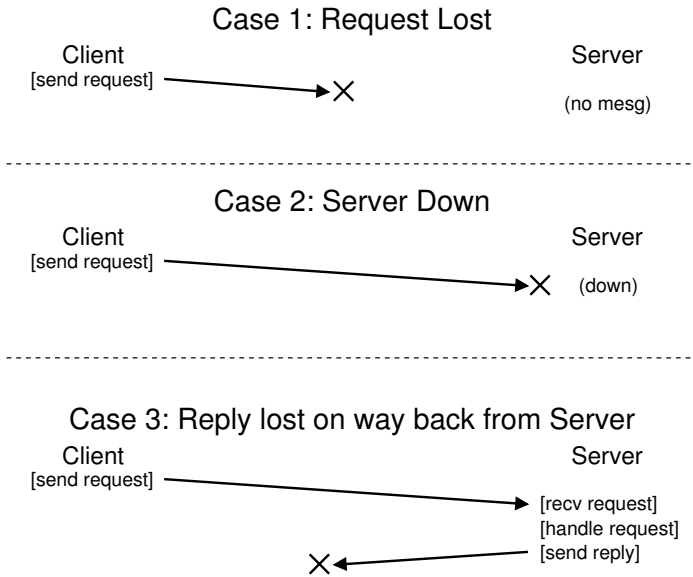 Case 1: Request Lost
Client Server
[send request]
(no mesg)
Case 2: Server Down
Client Server
[send request]
(down)
Case 3: Reply lost on way back from Server
Client Server
[send request]
[recv request]
[handle request]
[send reply]